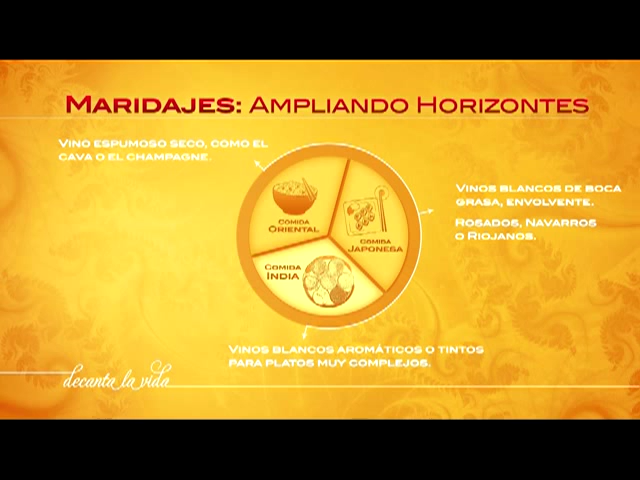 MARIDAJES: AMPLIANDO HORIZONTES
VINO ESPUMOSO SECO, COMO EL
CAVA O EL CHAMPAGNE.
COMIDA
ORIENTAL
COMIDA
JAPONESA
COMIDA
INDIA
VINOS BLANCOS DE BOCA
GRASA, ENVOLVENTE.
ROSADOS, NAVARROS
O RIOJANOS.
VINOS BLANCOS AROMÁTICOS O TINTOS
PARA PLATOS MUY COMPLEJOS.
decanta la vida